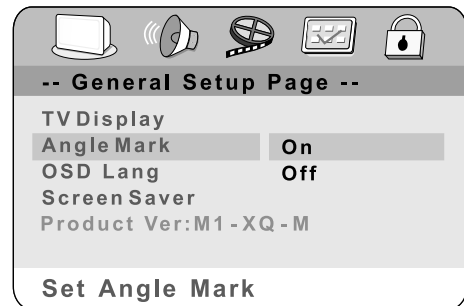 -- General Setup Page --
TV Display
Angle Mark On
OSD Lang Off
Screen Saver
Product Ver:M1-XQ-M
Set Angle Mark